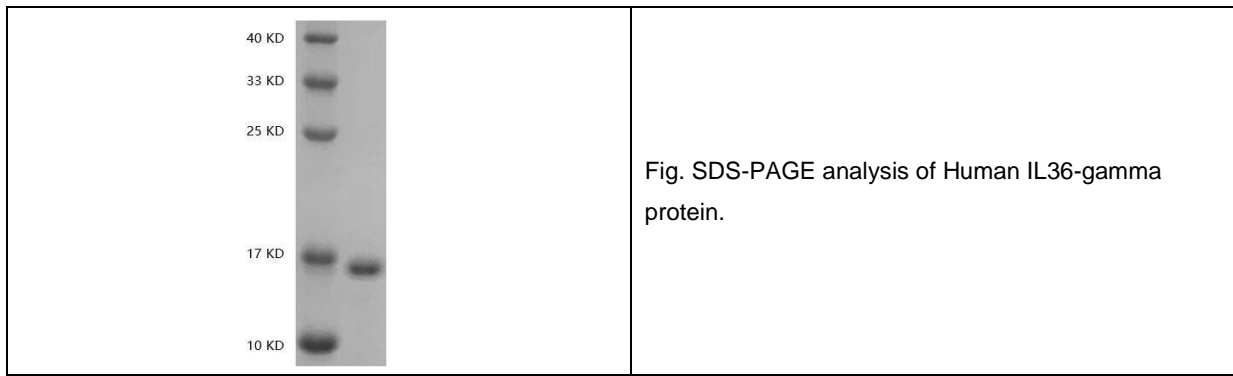 40 KD
33 KD
25 KD
17 KD
10 KD
Fig. SDS-PAGE analysis of Human IL36-gamma
protein.